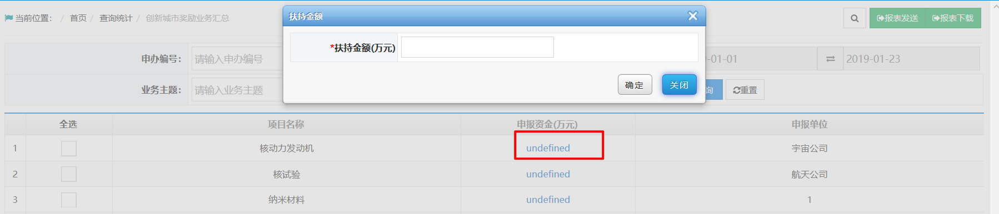 当前位置： / 首页 / 查询统计 / 创新城市奖励业务汇总
报表发送 报表下载
扶持金额
*扶持金额(万元)
确定 关闭
申办编号： 请输入申办编号 -01-01 2019-01-23
业务主题： 请输入业务主题 询 重置
全选 项目名称 申报资金(万元) 申报单位
1 核动力发动机 undefined 宇宙公司
2 核试验 undefined 航天公司
3 纳米材料 undefined 1